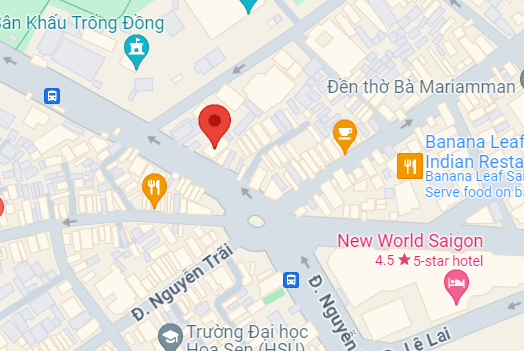 Sân Khấu Trống Đồng
Đền thờ Bà Mariamman
Banana Leaf
Indian Resta
Banana Leaf Sai
Serve food on ba
New World Saigon
4.5★5-star hotel
Đ. Nguyễn Trãi
Đ. Nguyễn
Lê Lai
Trường Đại học
Hoa Sen (HSU)